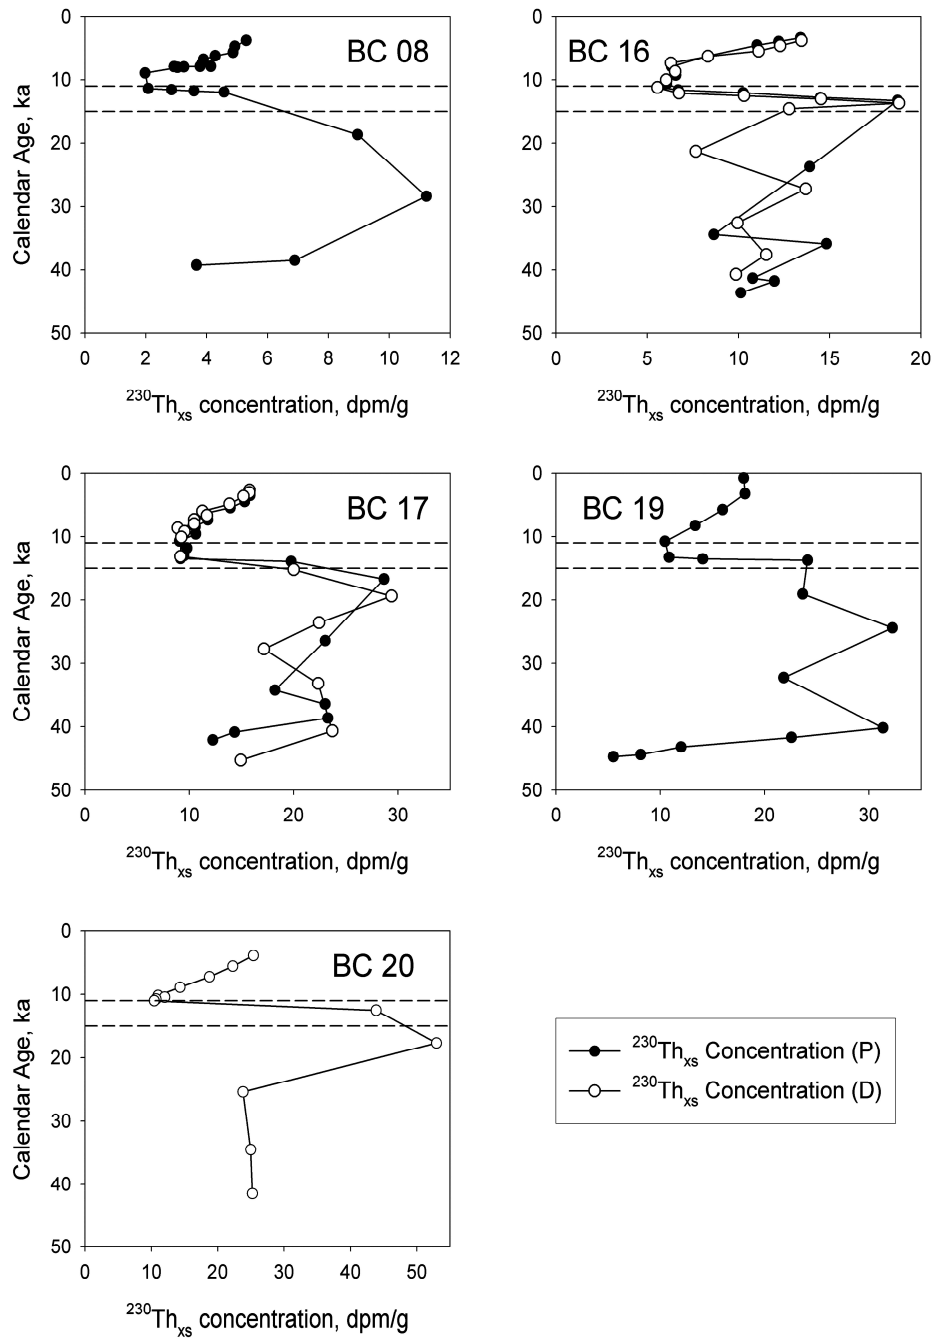 BC 08
0
10
20
30
40
50
Calendar Age, ka
0 2 4 6 8 10 12
²³⁰Thₓₛ concentration, dpm/g
BC 16
0
10
20
30
40
50
0 5 10 15 20
²³⁰Thₓₛ concentration, dpm/g
BC 17
0
10
20
30
40
50
Calendar Age, ka
0 10 20 30
²³⁰Thₓₛ concentration, dpm/g
BC 19
0
10
20
30
40
50
0 10 20 30
²³⁰Thₓₛ concentration, dpm/g
BC 20
0
10
20
30
40
50
Calendar Age, ka
0 10 20 30 40 50
²³⁰Thₓₛ concentration, dpm/g
²³⁰Thₓₛ Concentration (P)
²³⁰Thₓₛ Concentration (D)